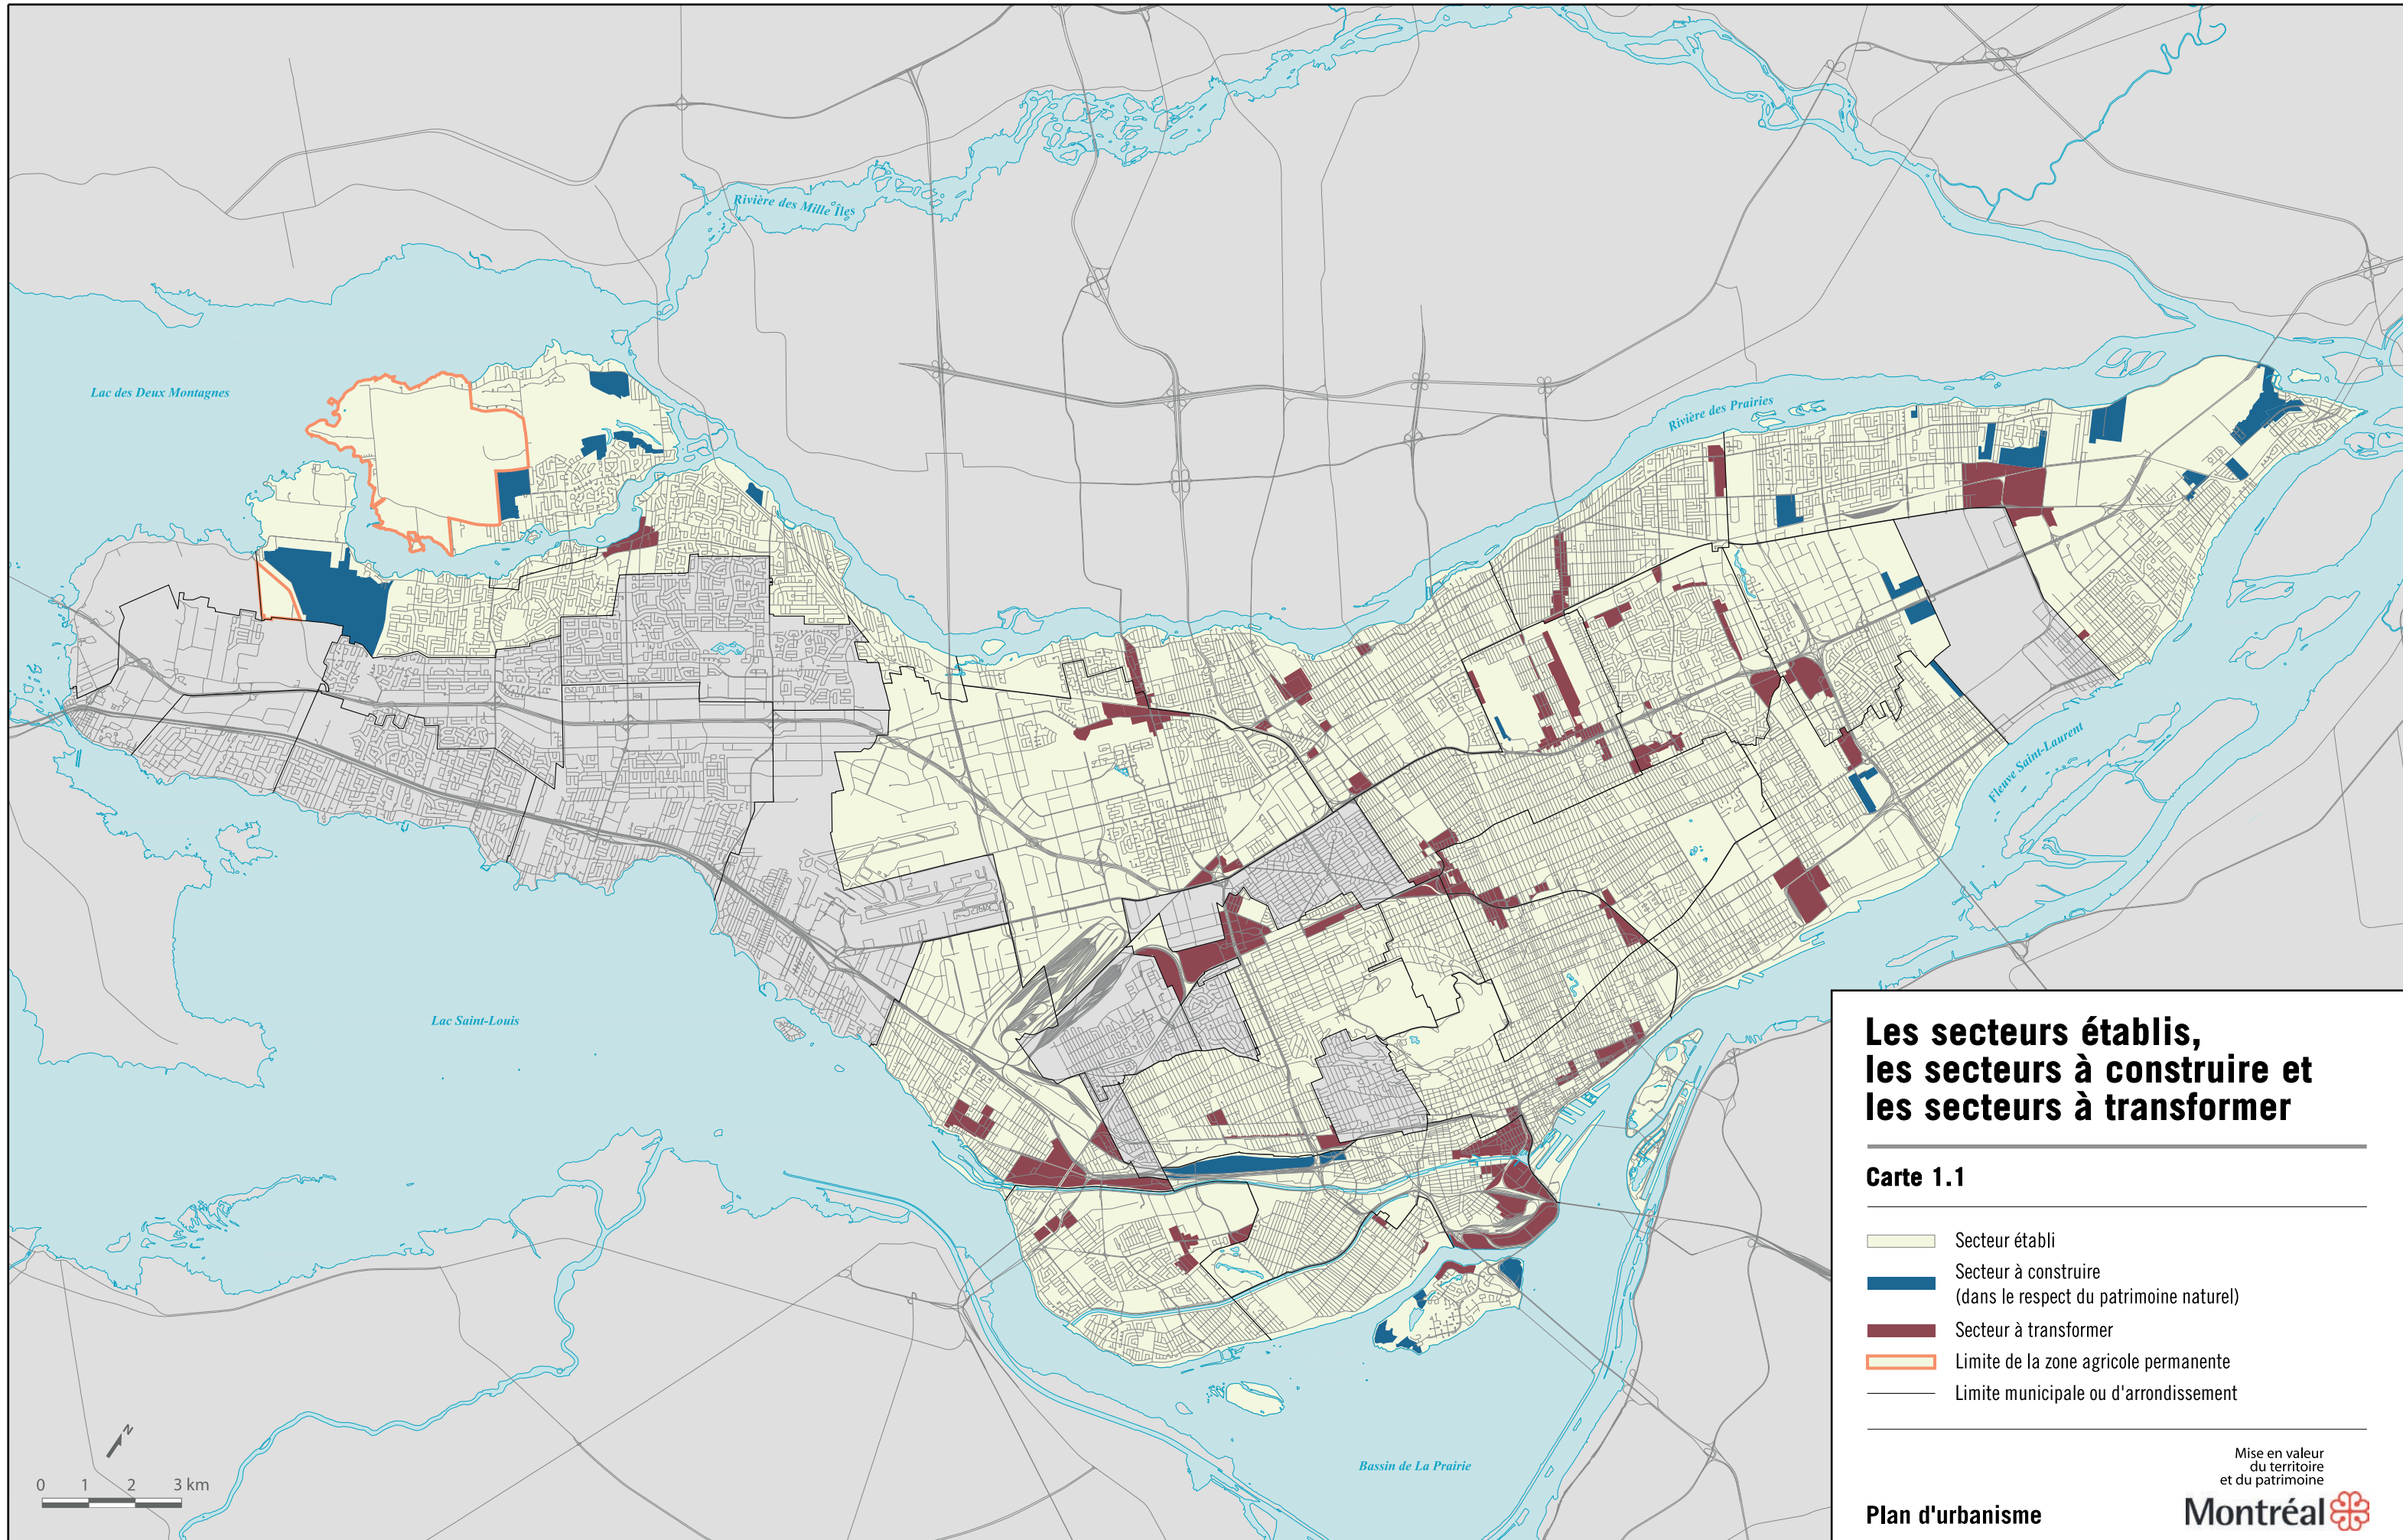 Rivière des Mille Îles
Lac des Deux Montagnes
Rivière des Prairies
Fleuve Saint-Laurent
Lac Saint-Louis
Bassin de La Prairie
N
0 1 2 3 km
Les secteurs établis,
les secteurs à construire et
les secteurs à transformer
Carte 1.1
Secteur établi
Secteur à construire
(dans le respect du patrimoine naturel)
Secteur à transformer
Limite de la zone agricole permanente
Limite municipale ou d'arrondissement
Mise en valeur
du territoire
et du patrimoine
Plan d'urbanisme
Montréal